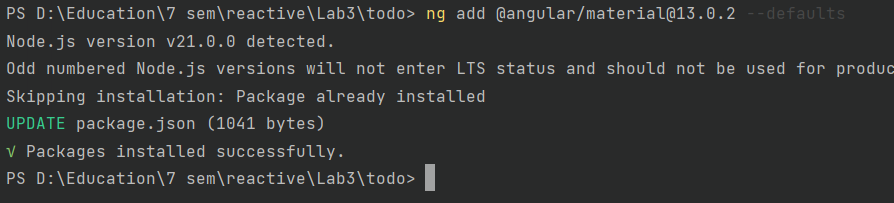 PS D:\Education\7 sem\reactive\Lab3\todo> ng add @angular/material@13.0.2 --defaults
Node.js version v21.0.0 detected.
Odd numbered Node.js versions will not enter LTS status and should not be used for produc
Skipping installation: Package already installed
UPDATE package.json (1041 bytes)
√ Packages installed successfully.
PS D:\Education\7 sem\reactive\Lab3\todo>